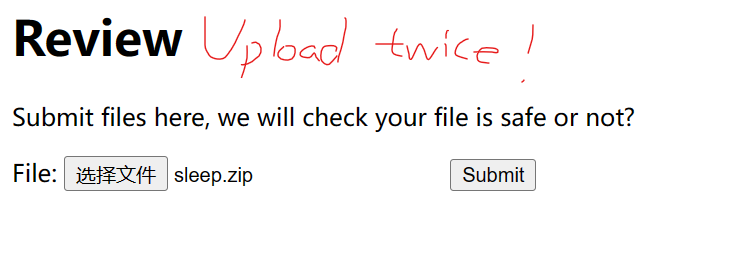 Review Upload twice!
Submit files here, we will check your file is safe or not?
File: 选择文件 sleep.zip Submit